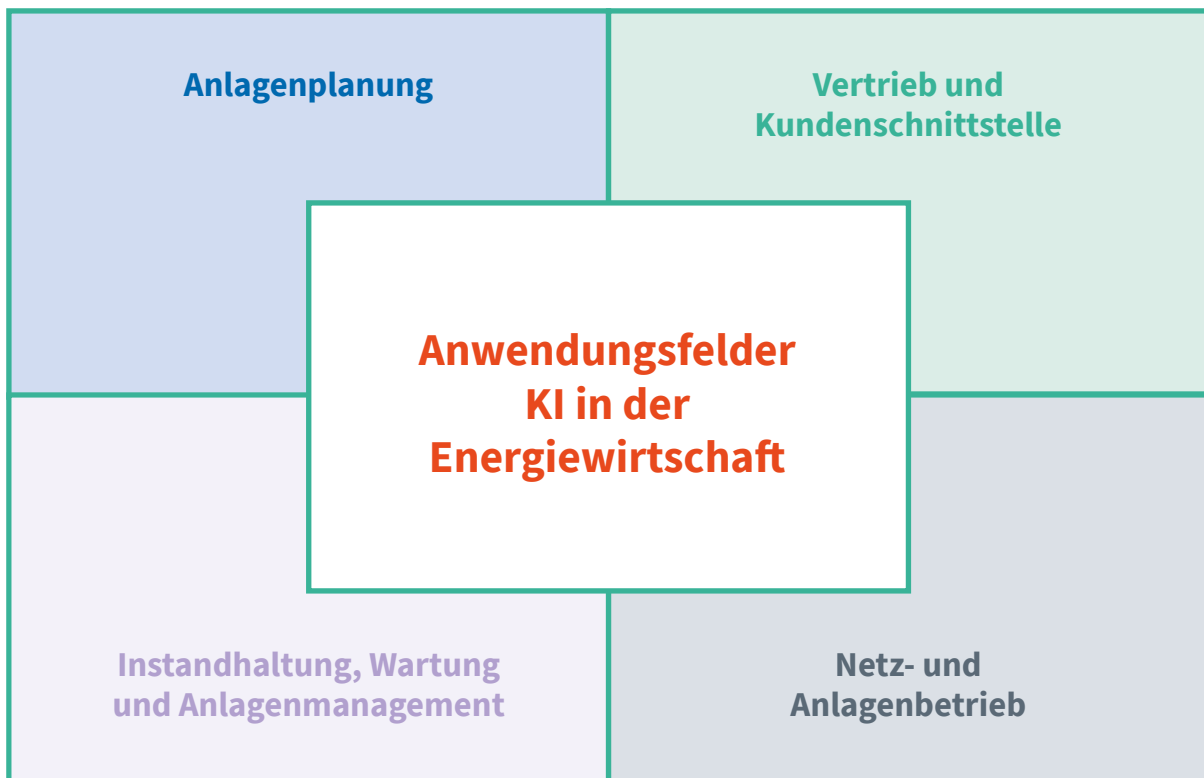 Anlagenplanung
Vertrieb und
Kundenschnittstelle
Anwendungsfelder
KI in der
Energiewirtschaft
Instandhaltung, Wartung
und Anlagenmanagement
Netz- und
Anlagenbetrieb